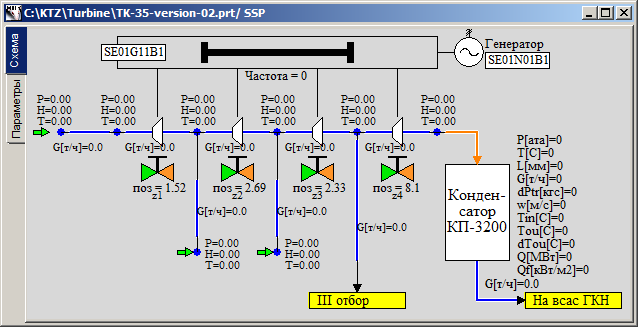 C:\KTZ\Turbine\TK-35-version-02.prt/ SSP
Схема
Параметры
SE01G11B1
Генератор
SE01N01B1
Частота = 0
P=0.00
H=0.00
T=0.00
P=0.00
H=0.00
T=0.00
P=0.00
H=0.00
T=0.00
P=0.00
H=0.00
T=0.00
P=0.00
H=0.00
T=0.00
P=0.00
H=0.00
T=0.00
G[т/ч]=0.0
G[т/ч]=0.0
G[т/ч]=0.0
G[т/ч]=0.0
поз = 1.52
z1
поз = 2.69
z2
поз = 2.33
z3
поз = 8.1
z4
G[т/ч]=0.0
G[т/ч]=0.0
G[т/ч]=0.0
P=0.00
H=0.00
T=0.00
P=0.00
H=0.00
T=0.00
Конден-
сатор
КП-3200
P[ата]=0
T[C]=0
L[мм]=0
G[т/ч]=0
dPtr[кгс]=0
w[м/с]=0
Tin[C]=0
Tou[C]=0
dTou[C]=0
Q[МВт]=0
Qf[кВт/м2]=0
G[т/ч]=0.0
III отбор
На всас ГКН